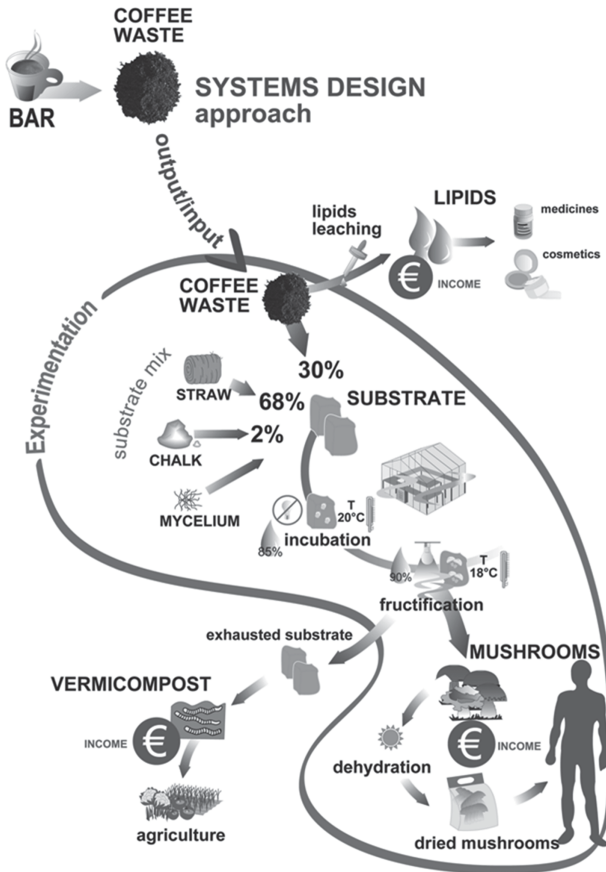 COFFEE
WASTE
BAR
SYSTEMS DESIGN
approach
output/input
lipids
leaching
LIPIDS
medicines
cosmetics
€
INCOME
COFFEE
WASTE
Experimentation
substrate mix
30%
STRAW
68%
SUBSTRATE
2%
CHALK
MYCELIUM
T
20°C
85%
incubation
90%
T
18°C
fructification
exhausted substrate
MUSHROOMS
VERMICOMPOST
INCOME
€
€
INCOME
dehydration
agriculture
dried mushrooms